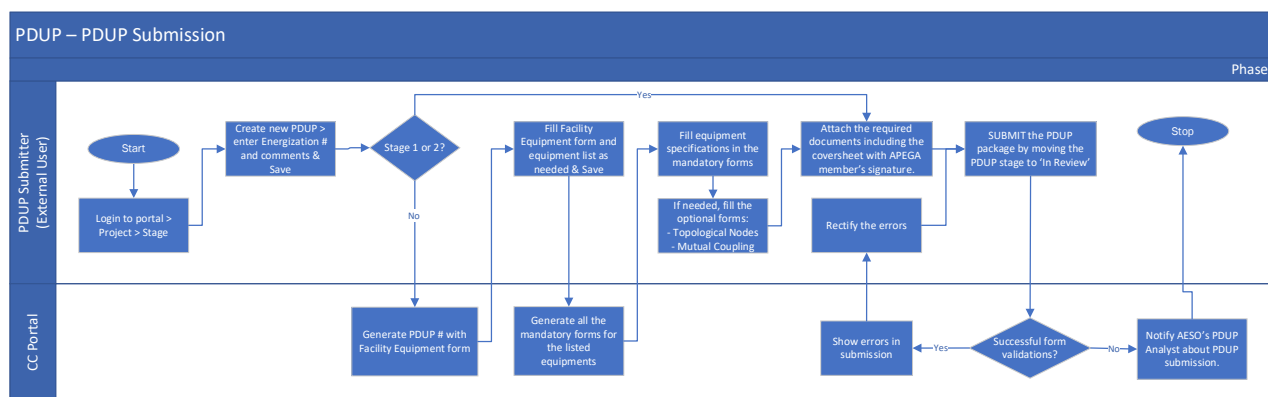 PDUP – PDUP Submission
Phase
PDUP Submitter
(External User)
Start
Login to portal >
Project > Stage
Create new PDUP >
enter Energization #
and comments &
Save
Stage 1 or 2?
Yes
No
Fill Facility
Equipment form and
equipment list as
needed & Save
Fill equipment
specifications in the
mandatory forms
If needed, fill the
optional forms:
- Topological Nodes
- Mutual Coupling
Attach the required
documents including the
coversheet with APEGA
member's signature.
Rectify the errors
SUBMIT the PDUP
package by moving the
PDUP stage to 'In Review'
Stop
CC Portal
Generate PDUP # with
Facility Equipment form
Generate all the
mandatory forms for
the listed
equipments
Show errors in
submission
Yes
Successful form
validations?
No
Notify AESO's PDUP
Analyst about PDUP
submission.